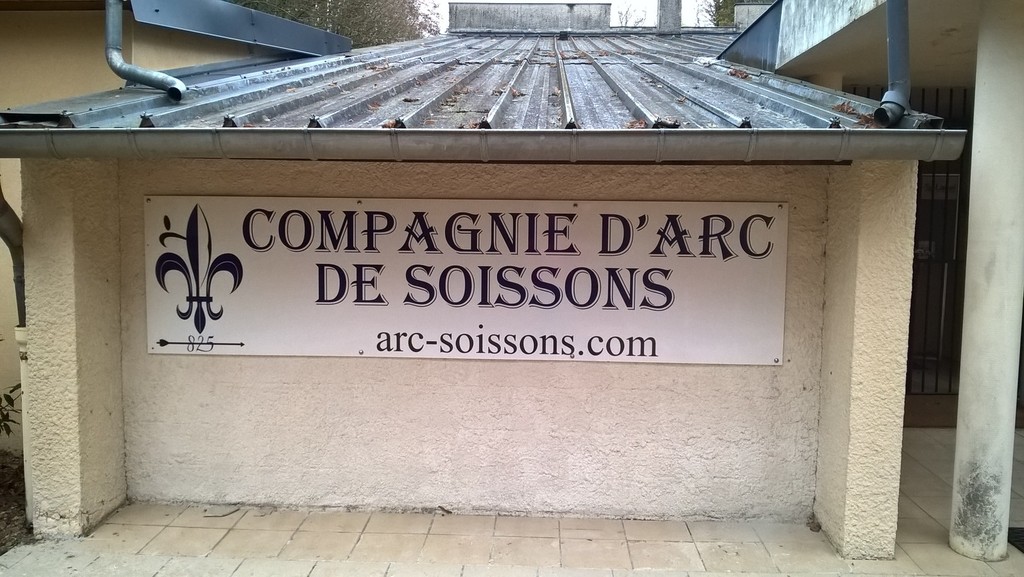 COMPAGNIE D'ARC
DE SOISSONS
arc-soissons.com
825